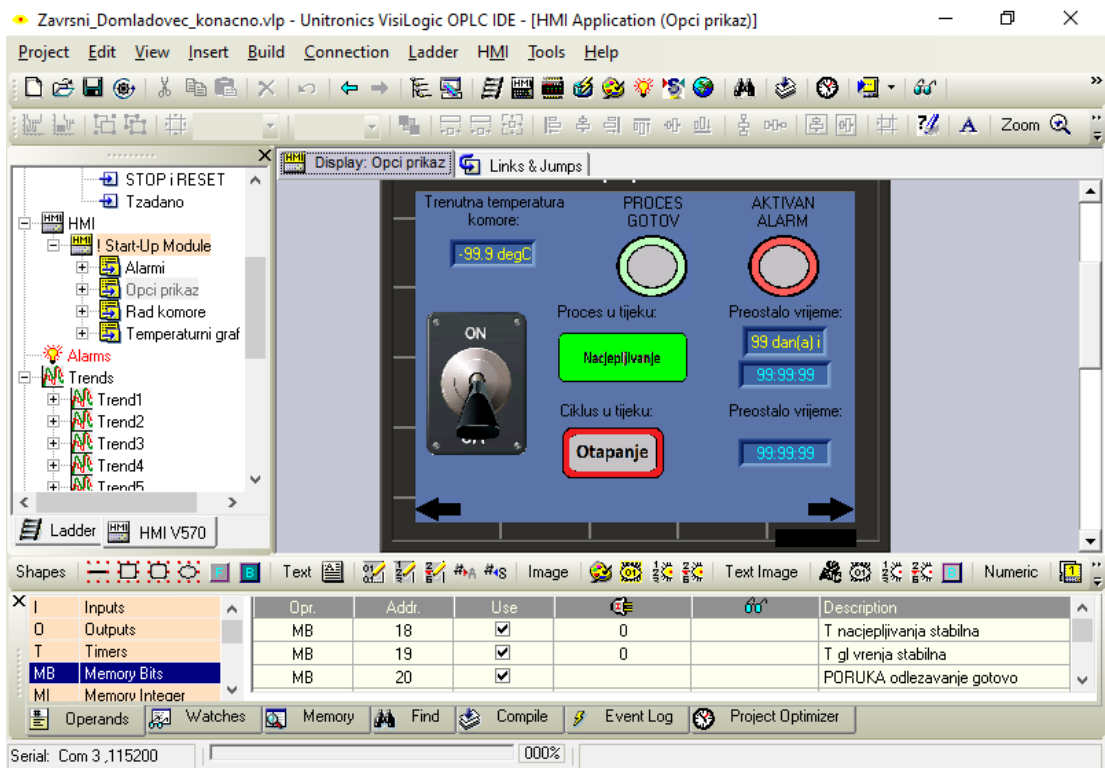 Zavrsni_Domladovec_konacno.vlp - Unitronics VisiLogic OPLC IDE - [HMI Application (Opci prikaz)]
Project Edit View Insert Build Connection Ladder HMI Tools Help
Zoom
Display: Opci prikaz Links & Jumps
STOP i RESET
Tzadano
HMI
! Start-Up Module
Alarmi
Opci prikaz
Rad komore
Temperaturni graf
Alarms
Trends
Trend1
Trend2
Trend3
Trend4
Trend5
Ladder HMI V570
Trenutna temperatura
komore:
-99.9 degC
PROCES
GOTOV
AKTIVAN
ALARM
ON
Proces u tijeku:
Nacjepljivanje
Preostalo vrijeme:
99 dan(a) i
99:99:99
Ciklus u tijeku:
Otapanje
Preostalo vrijeme:
99:99:99
Shapes Text Image Text Image Numeric
I Inputs
O Outputs
T Timers
MB Memory Bits
MI Memory Integer
Opr. Addr. Use Description
MB 18 0 T nacjepljivanja stabilna
MB 19 0 T gl vrenja stabilna
MB 20 PORUKA odlezavanje gotovo
Operands Watches Memory Find Compile Event Log Project Optimizer
Serial: Com 3 ,115200 000%